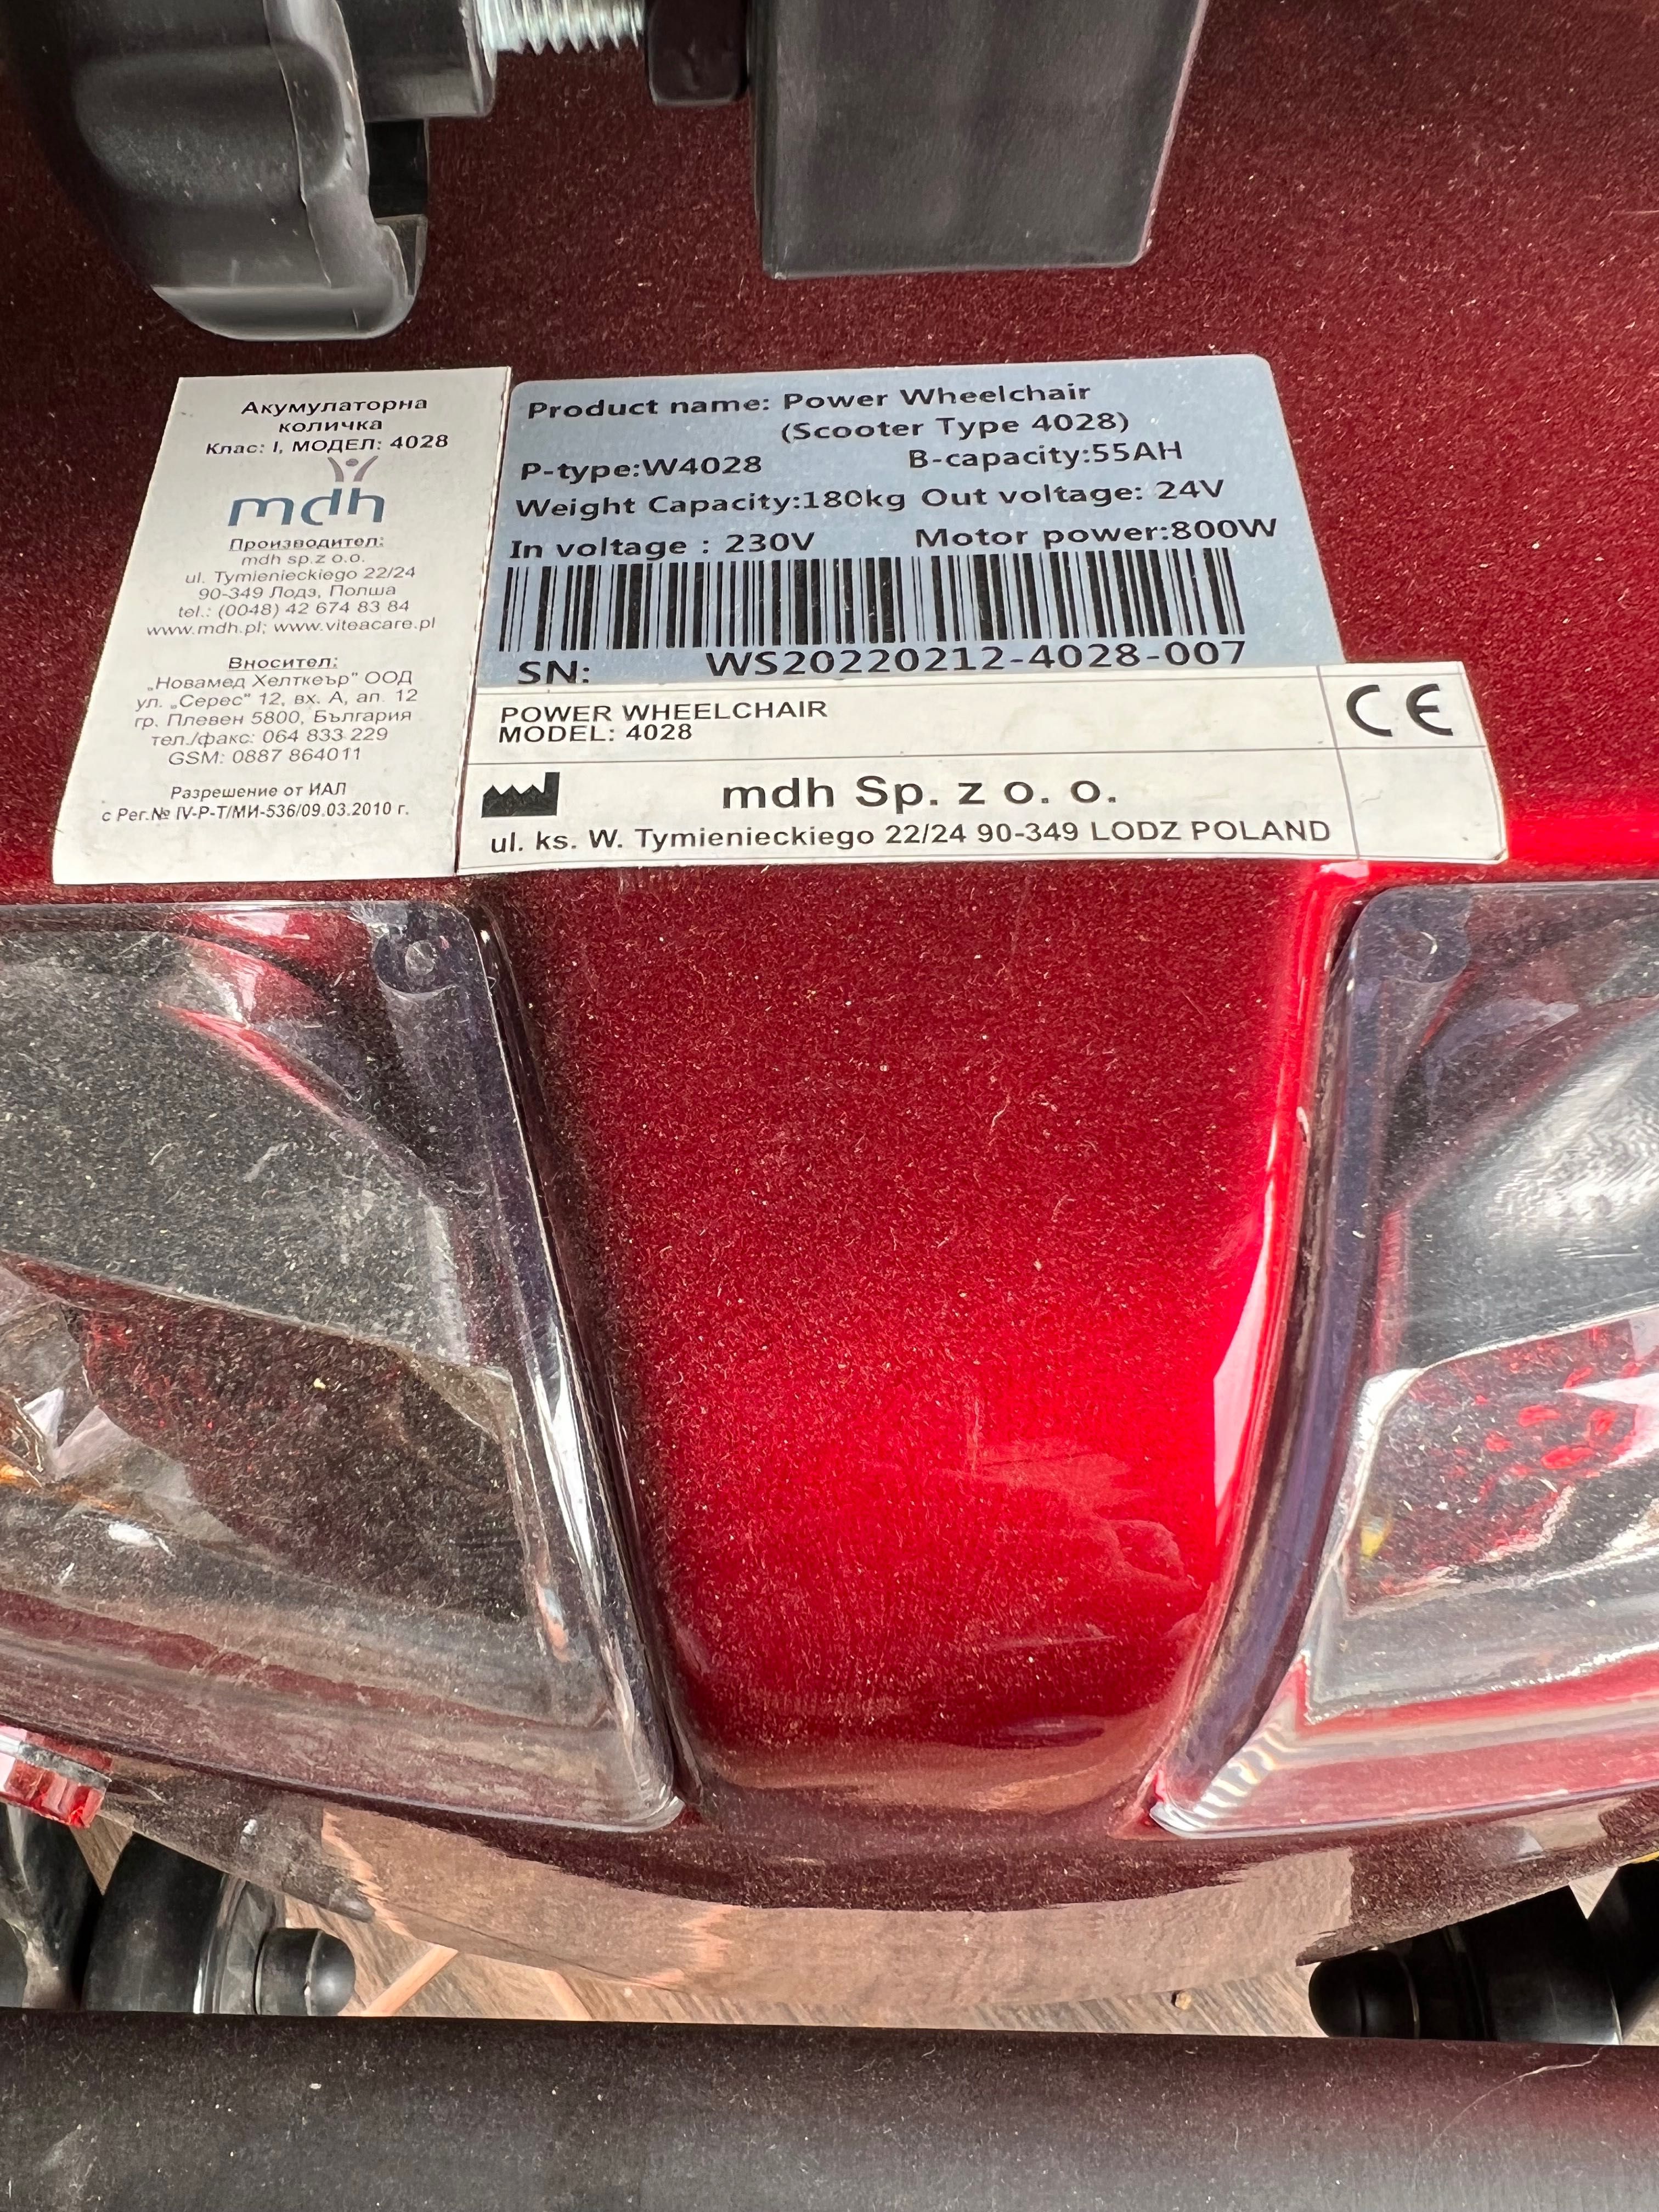 Акумулаторна
количка
Клас: I, МОДЕЛ: 4028
mdh
Производител:
mdh sp.z o.o.
ul. Tymienieckiego 22/24
90-349 Лодз, Полша
tel.: (0048) 42 674 83 84
www.mdh.pl; www.viteacare.pl
Вносител:
„Новамед Хелткеър" ООД
ул. „Серес" 12, вх. А, ап. 12
гр. Плевен 5800, България
тел./факс: 064 833 229
GSM: 0887 864011
Разрешение от ИАЛ
с Рег.№ IV-Р-Т/МИ-536/09.03.2010 г.
Product name: Power Wheelchair
(Scooter Type 4028)
P-type:W4028 B-capacity:55AH
Weight Capacity:180kg Out voltage: 24V
In voltage : 230V Motor power:800W
SN: WS20220212-4028-007
POWER WHEELCHAIR
MODEL: 4028
CE
mdh Sp. z o. o.
ul. ks. W. Tymienieckiego 22/24 90-349 LODZ POLAND